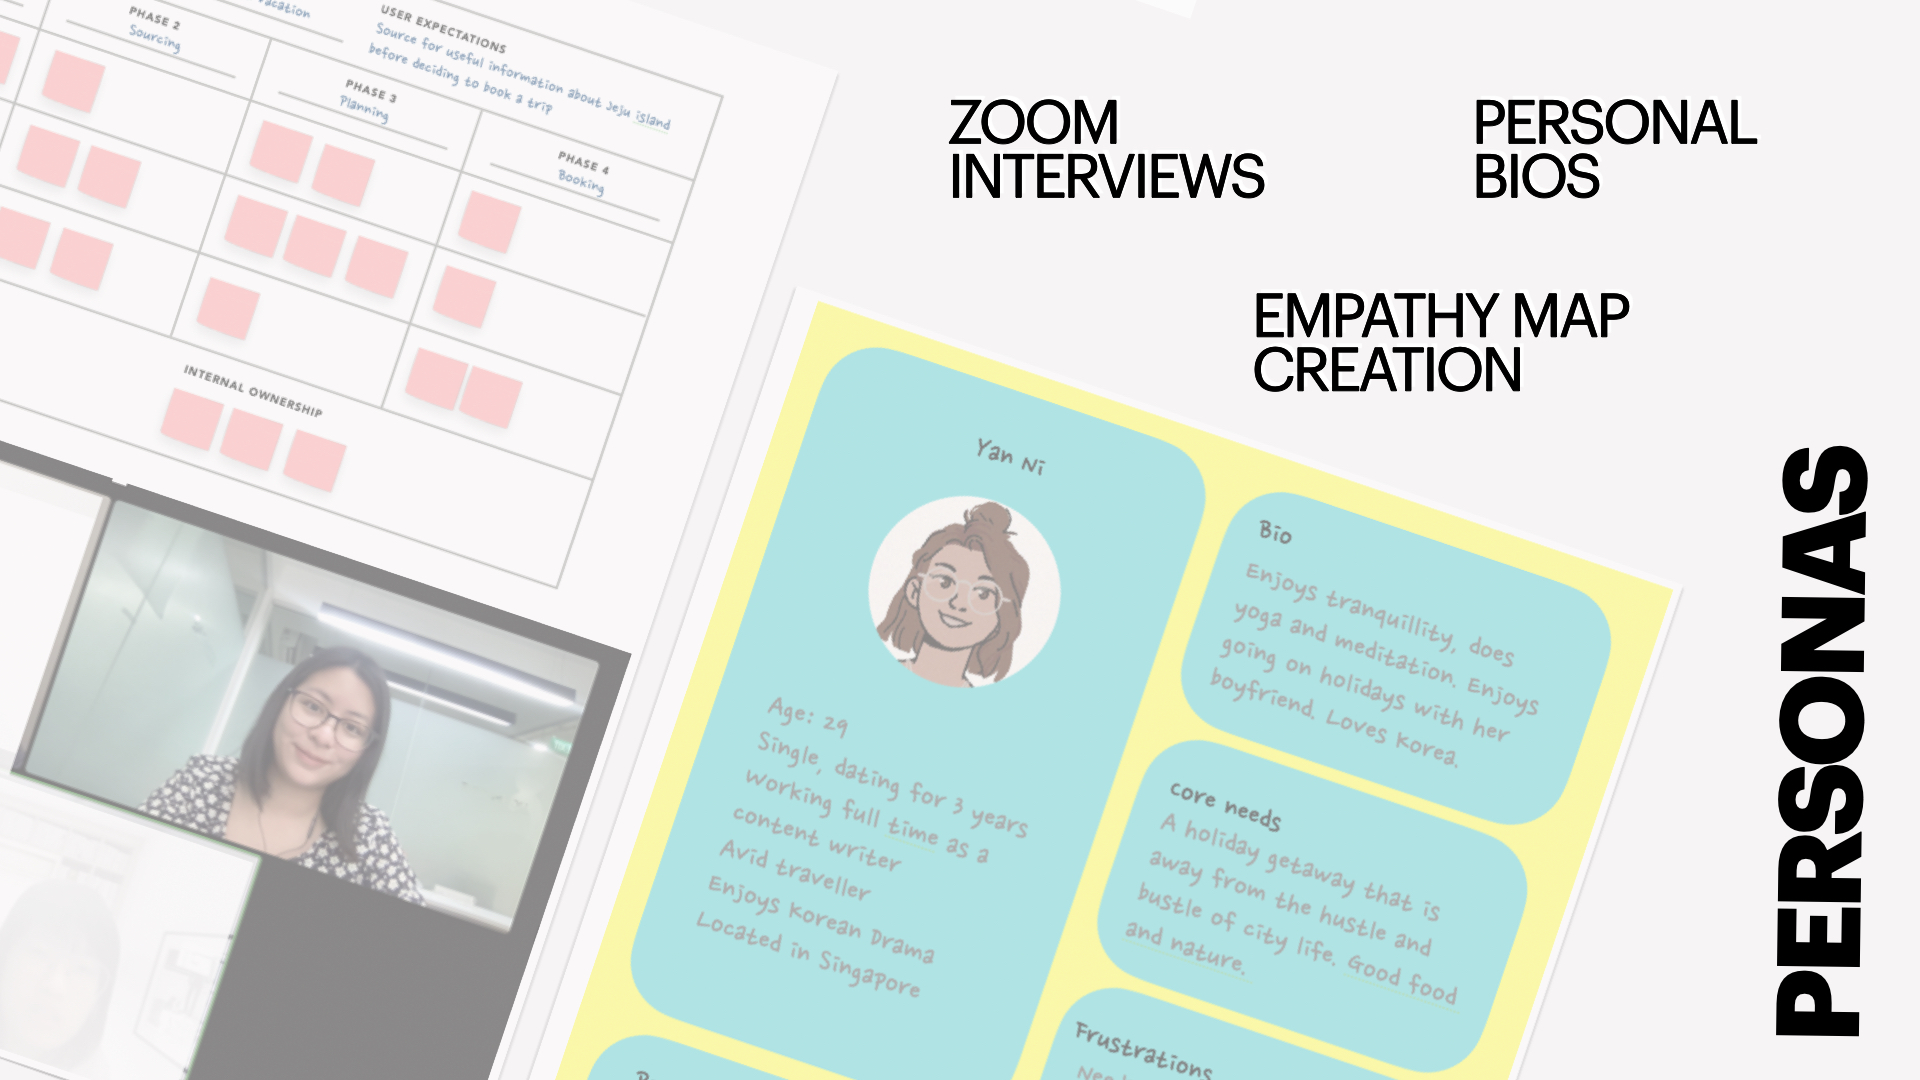 PHASE 2
Sourcing
USER EXPECTATIONS
Source for useful information about Jeju island
before deciding to book a trip
PHASE 3
Planning
PHASE 4
Booking
INTERNAL OWNERSHIP
ZOOM
INTERVIEWS
PERSONAL
BIOS
EMPATHY MAP
CREATION
PERSONAS
Yan Ni
Age: 29
Single, dating for 3 years
Working full time as a
content writer
Avid traveller
Enjoys Korean Drama
Located in Singapore
Bio
Enjoys tranquillity, does
yoga and meditation. Enjoys
going on holidays with her
boyfriend. Loves Korea.
Core needs
A holiday getaway that is
away from the hustle and
bustle of city life. Good food
and nature.
Frustrations